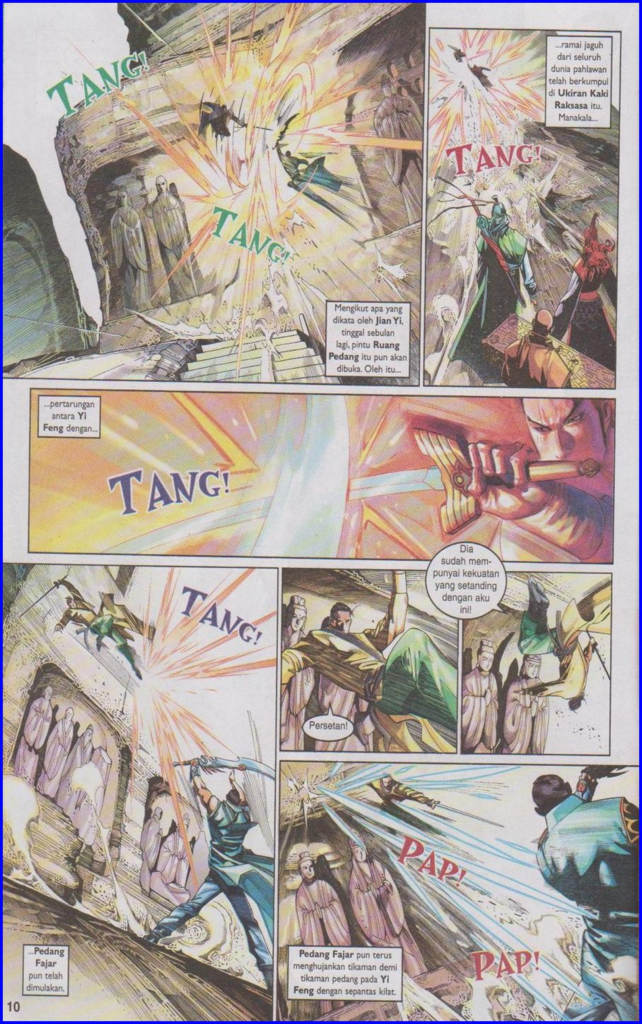 TANG!
TANG!
Mengikut apa yang
dikata oleh Jian Yi,
tinggal sebulan
lagi, pintu Ruang
Pedang itu pun akan
dibuka. Oleh itu...
...ramai jaguh
dari seluruh
dunia pahlawan
telah berkumpul
di Ukiran Kaki
Raksasa itu.
Manakala...
TANG!
...pertarungan
antara Yi
Feng dengan...
TANG!
TANG!
...Pedang
Fajar
pun telah
dimulakan.
Persetan!
Dia
sudah mem-
punyai kekuatan
yang setanding
dengan aku
ini!
PAP!
PAP!
Pedang Fajar pun terus
menghujankan tikaman demi
tikaman pedang pada Yi
Feng dengan sepantas kilat.
10